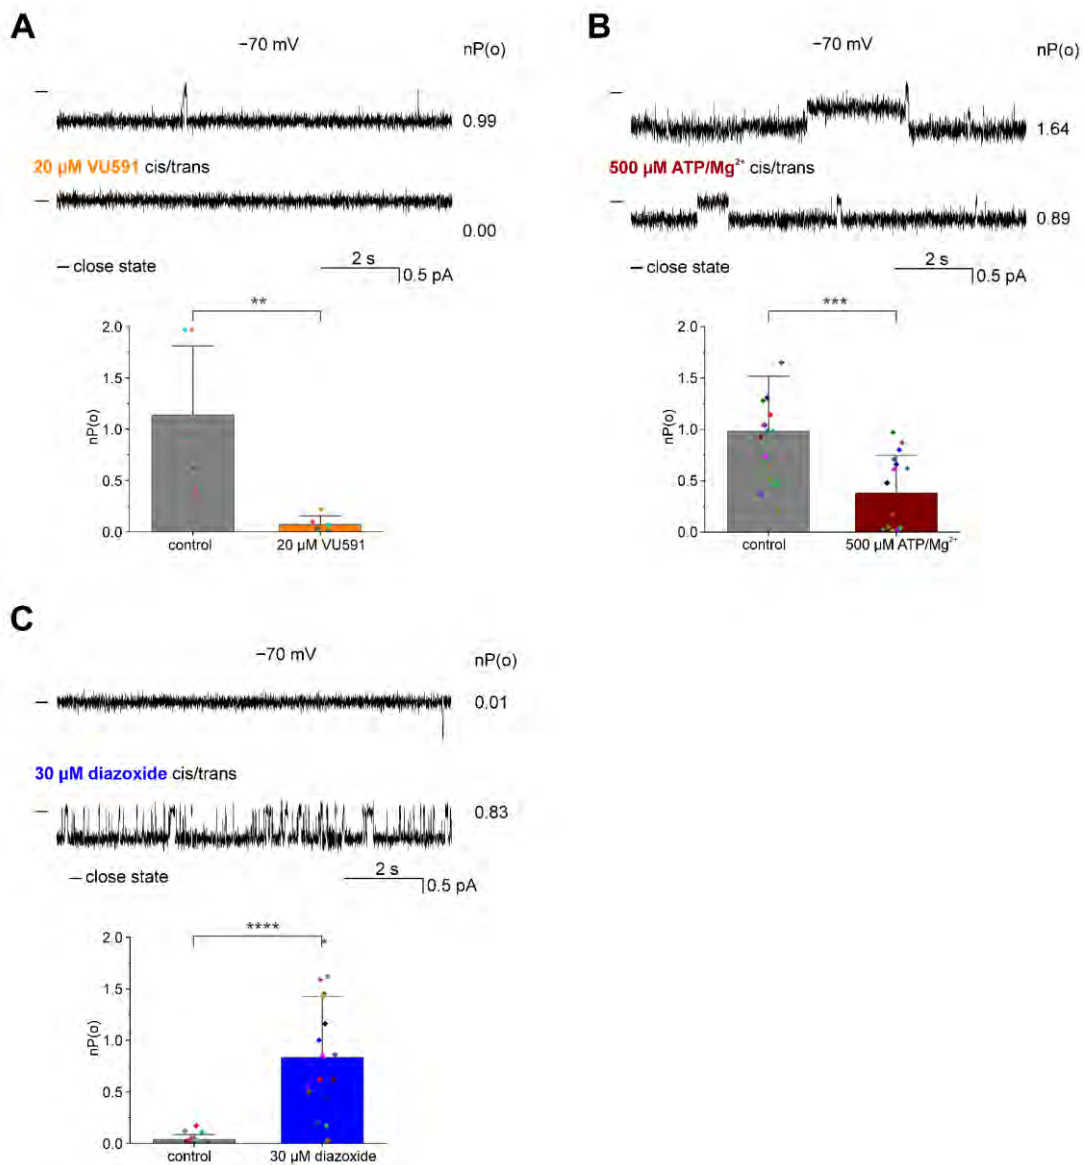 A
−70 mV
nP(o)
0.99
20 µM VU591 cis/trans
0.00
– close state
2 s
0.5 pA
**
2.0
1.5
1.0
0.5
0.0
nP(o)
control
20 µM VU591
B
−70 mV
nP(o)
1.64
500 µM ATP/Mg²⁺ cis/trans
0.89
– close state
2 s
0.5 pA
***
2.0
1.5
1.0
0.5
0.0
nP(o)
control
500 µM ATP/Mg²⁺
C
−70 mV
nP(o)
0.01
30 µM diazoxide cis/trans
0.83
– close state
2 s
0.5 pA
****
2.0
1.5
1.0
0.5
0.0
nP(o)
control
30 µM diazoxide